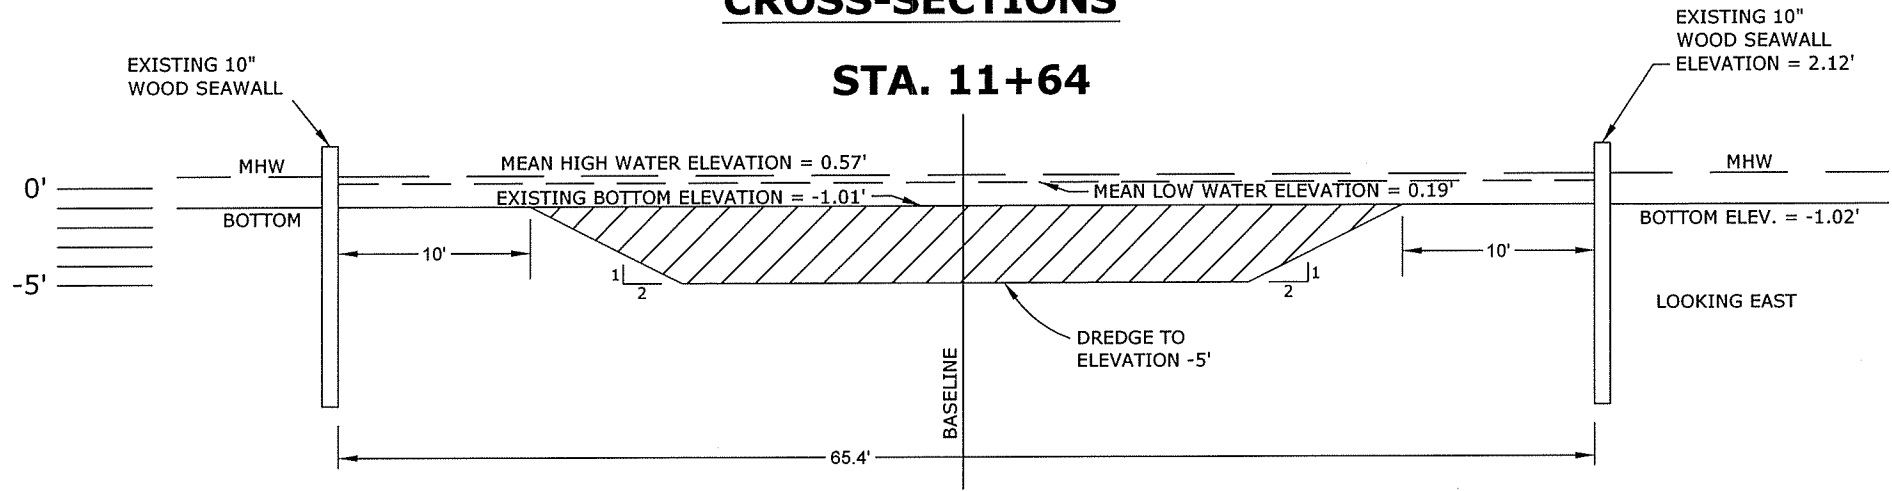 CROSS-SECTIONS
STA. 11+64
EXISTING 10"
WOOD SEAWALL
EXISTING 10"
WOOD SEAWALL
ELEVATION = 2.12'
MHW
MEAN HIGH WATER ELEVATION = 0.57'
MHW
0'
EXISTING BOTTOM ELEVATION = -1.01'
MEAN LOW WATER ELEVATION = 0.19'
BOTTOM
BOTTOM ELEV. = -1.02'
10'
10'
-5'
1
2
1
2
LOOKING EAST
DREDGE TO
ELEVATION -5'
BASELINE
65.4'